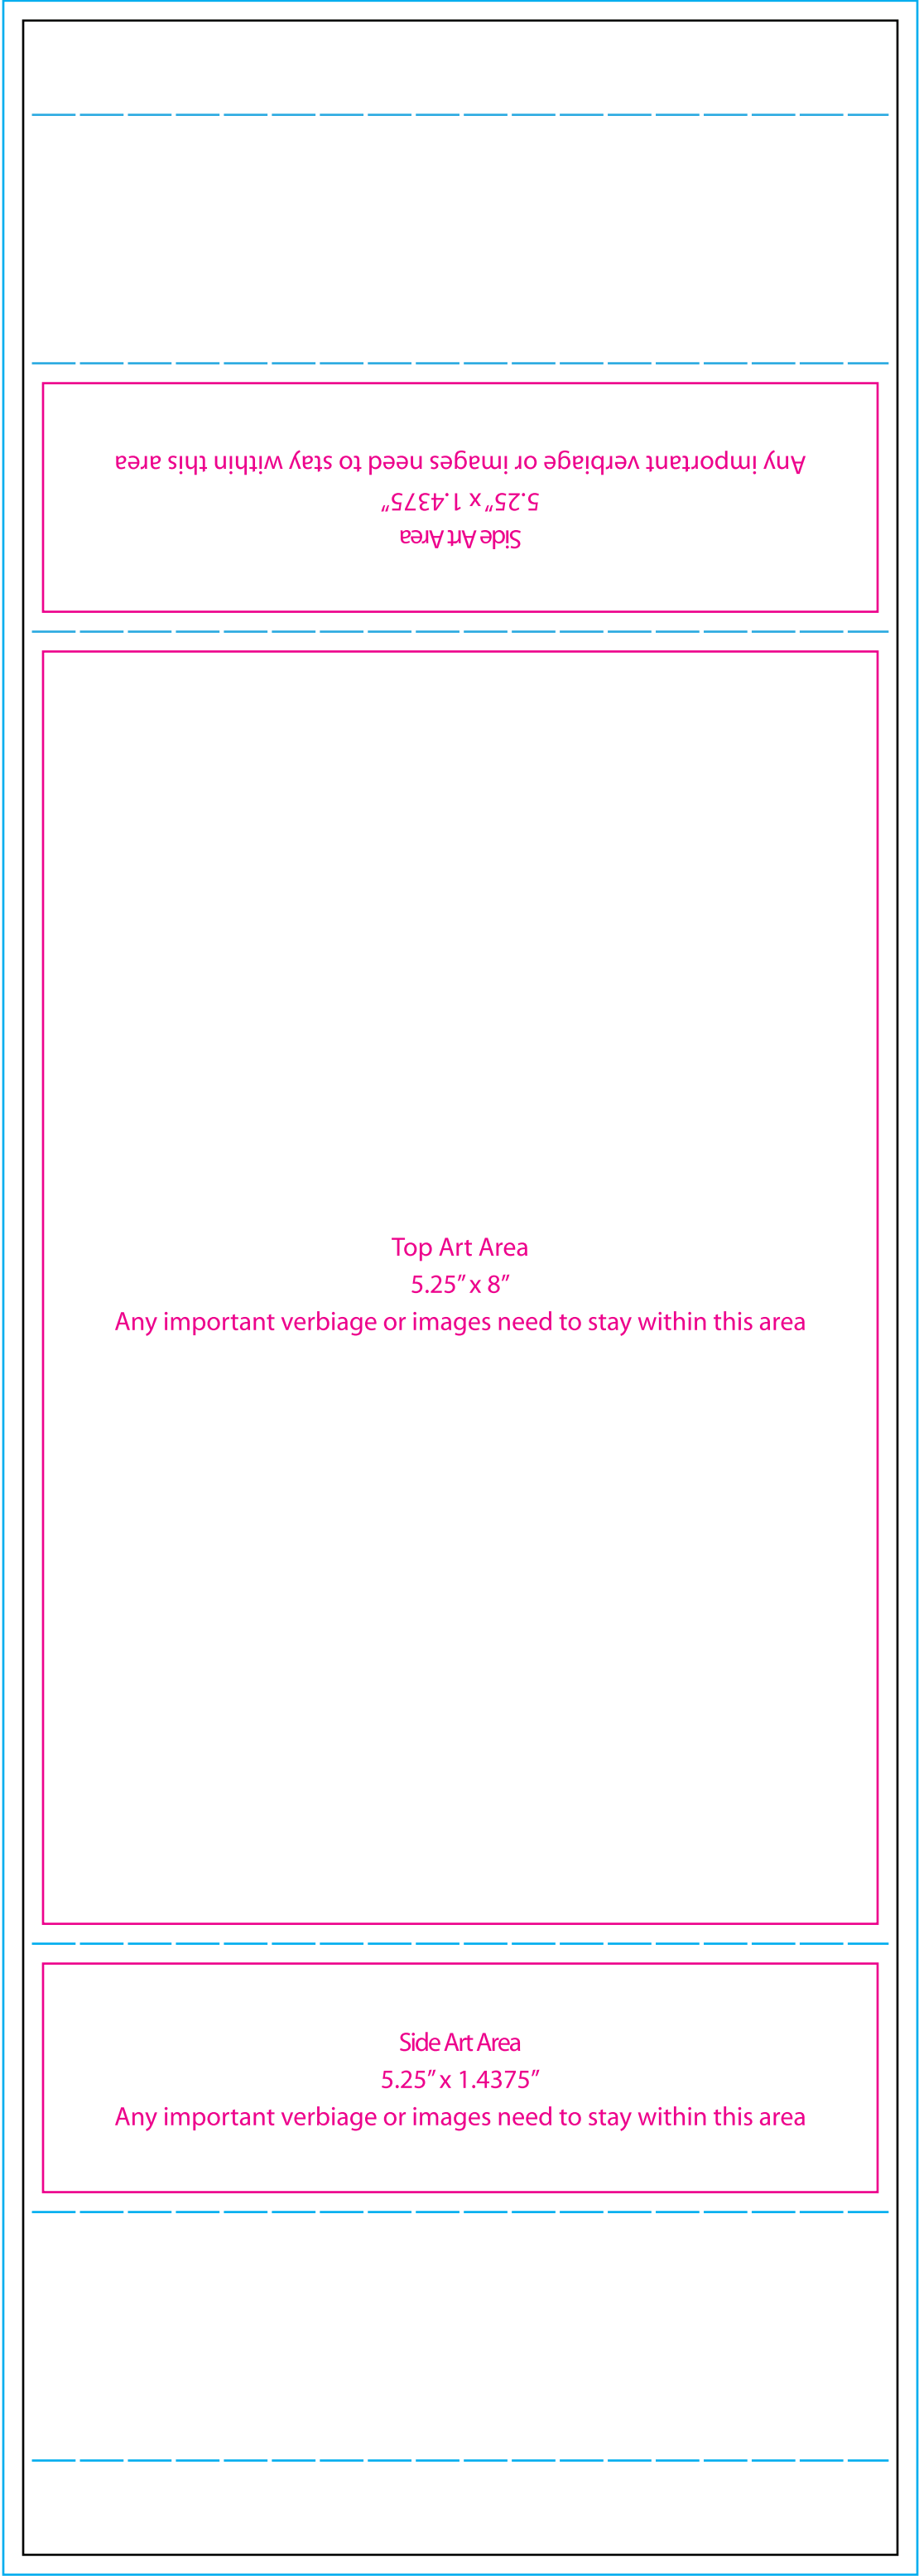 Side Art Area
5.25” x 1.4375”
Any important verbiage or images need to stay within this area
Top Art Area
5.25” x 8”
Any important verbiage or images need to stay within this area
Side Art Area
5.25” x 1.4375”
Any important verbiage or images need to stay within this area